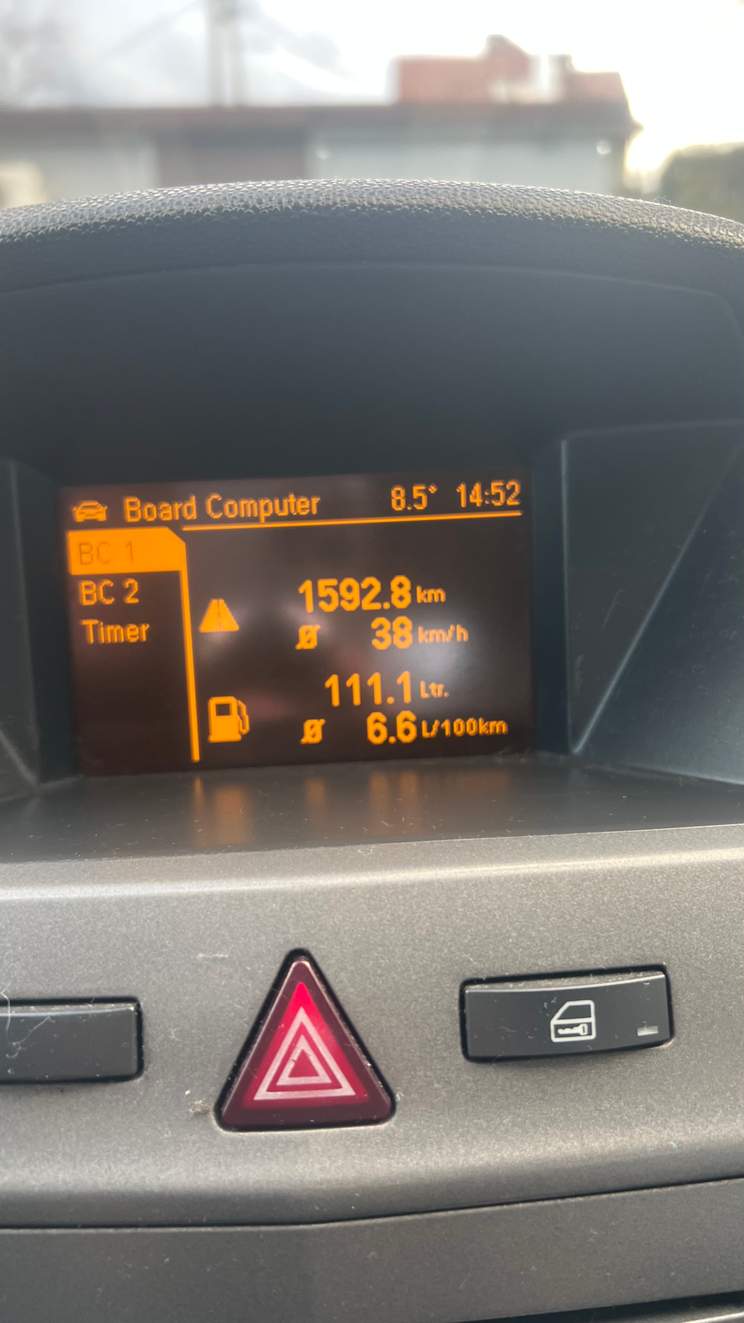 Board Computer 8.5° 14:52
BC 1
BC 2
Timer
1592.8 km
Ø 38 km/h
111.1 Ltr.
Ø 6.6 L/100km